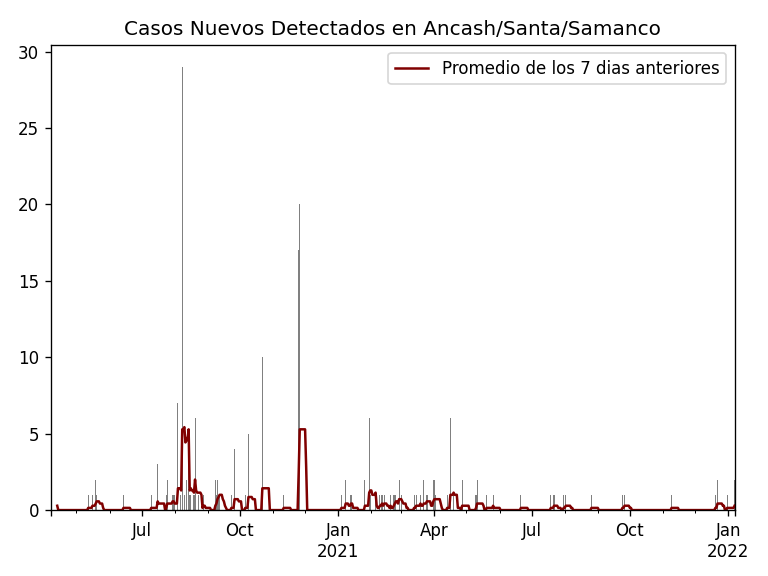 Casos Nuevos Detectados en Ancash/Santa/Samanco
Promedio de los 7 dias anteriores
30
25
20
15
10
5
0
Jul Oct Jan Apr Jul Oct Jan
2021 2022